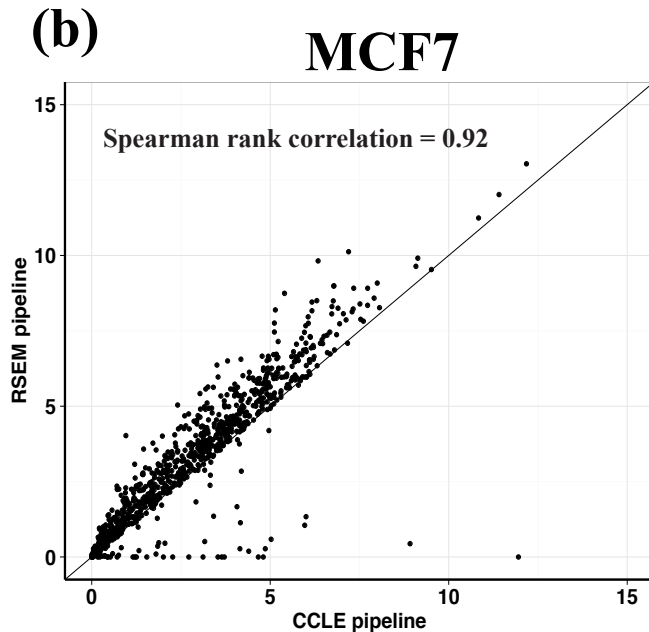 (b)
MCF7
15
Spearman rank correlation = 0.92
10
RSEM pipeline
5
0
0 5 10 15
CCLE pipeline